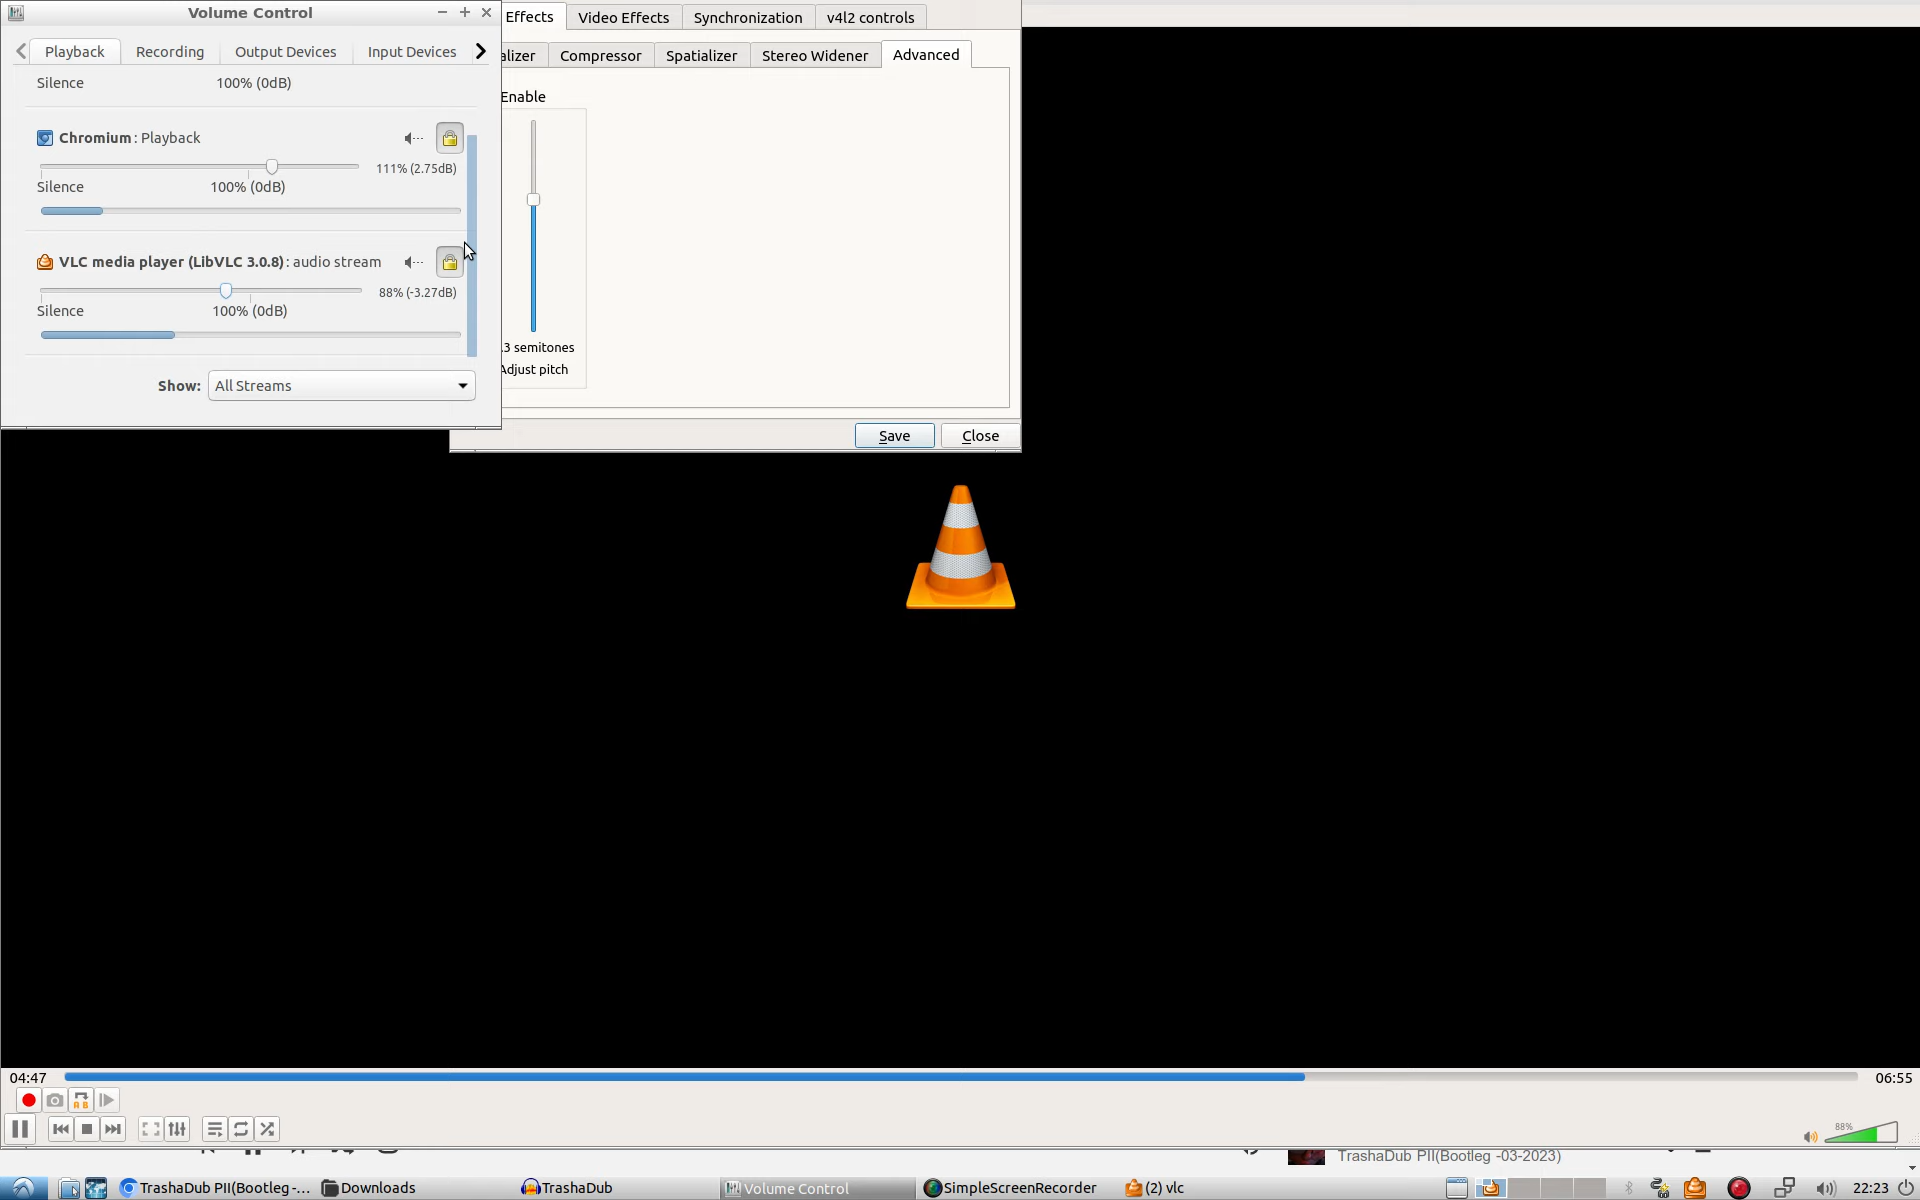 Volume Control
Playback
Recording
Output Devices
Input Devices
Silence
100% (0dB)
Chromium: Playback
111% (2.75dB)
Silence
100% (0dB)
VLC media player (LibVLC 3.0.8): audio stream
88% (-3.27dB)
Silence
100% (0dB)
Show:
All Streams
Effects
Video Effects
Synchronization
v4l2 controls
alizer
Compressor
Spatializer
Stereo Widener
Advanced
Enable
.3 semitones
Adjust pitch
Save
Close
04:47
06:55
A B
88%
TrashaDub PII(Bootleg -03-2023)
TrashaDub PII(Bootleg -...
Downloads
TrashaDub
Volume Control
SimpleScreenRecorder
(2) vlc
22:23